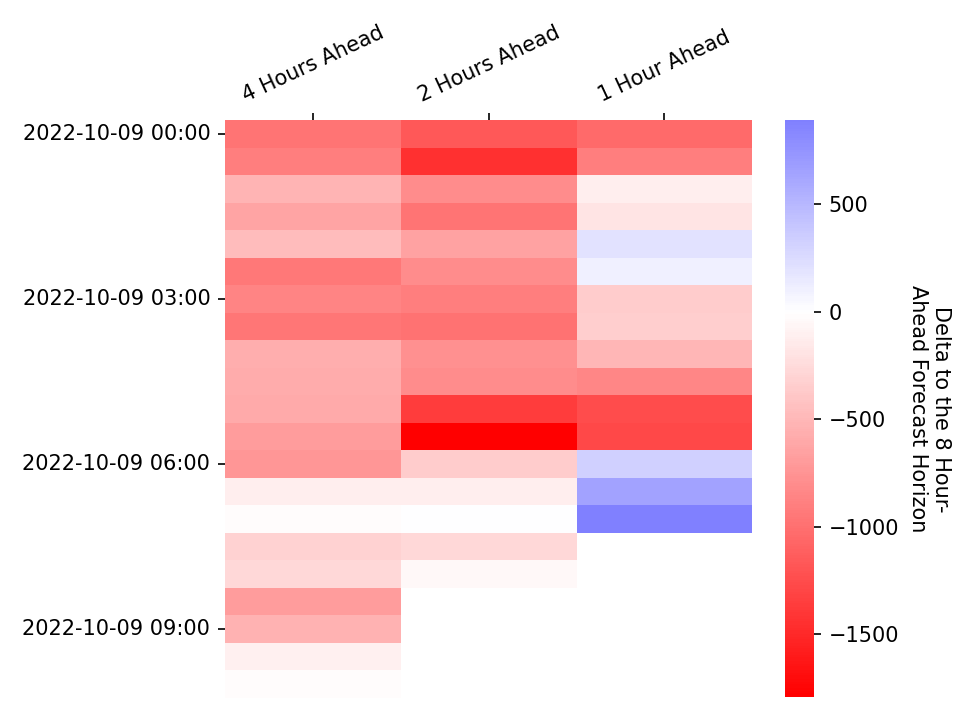 4 Hours Ahead
2 Hours Ahead
1 Hour Ahead
2022-10-09 00:00
2022-10-09 03:00
2022-10-09 06:00
2022-10-09 09:00
500
0
−500
−1000
−1500
Delta to the 8 Hour-
Ahead Forecast Horizon